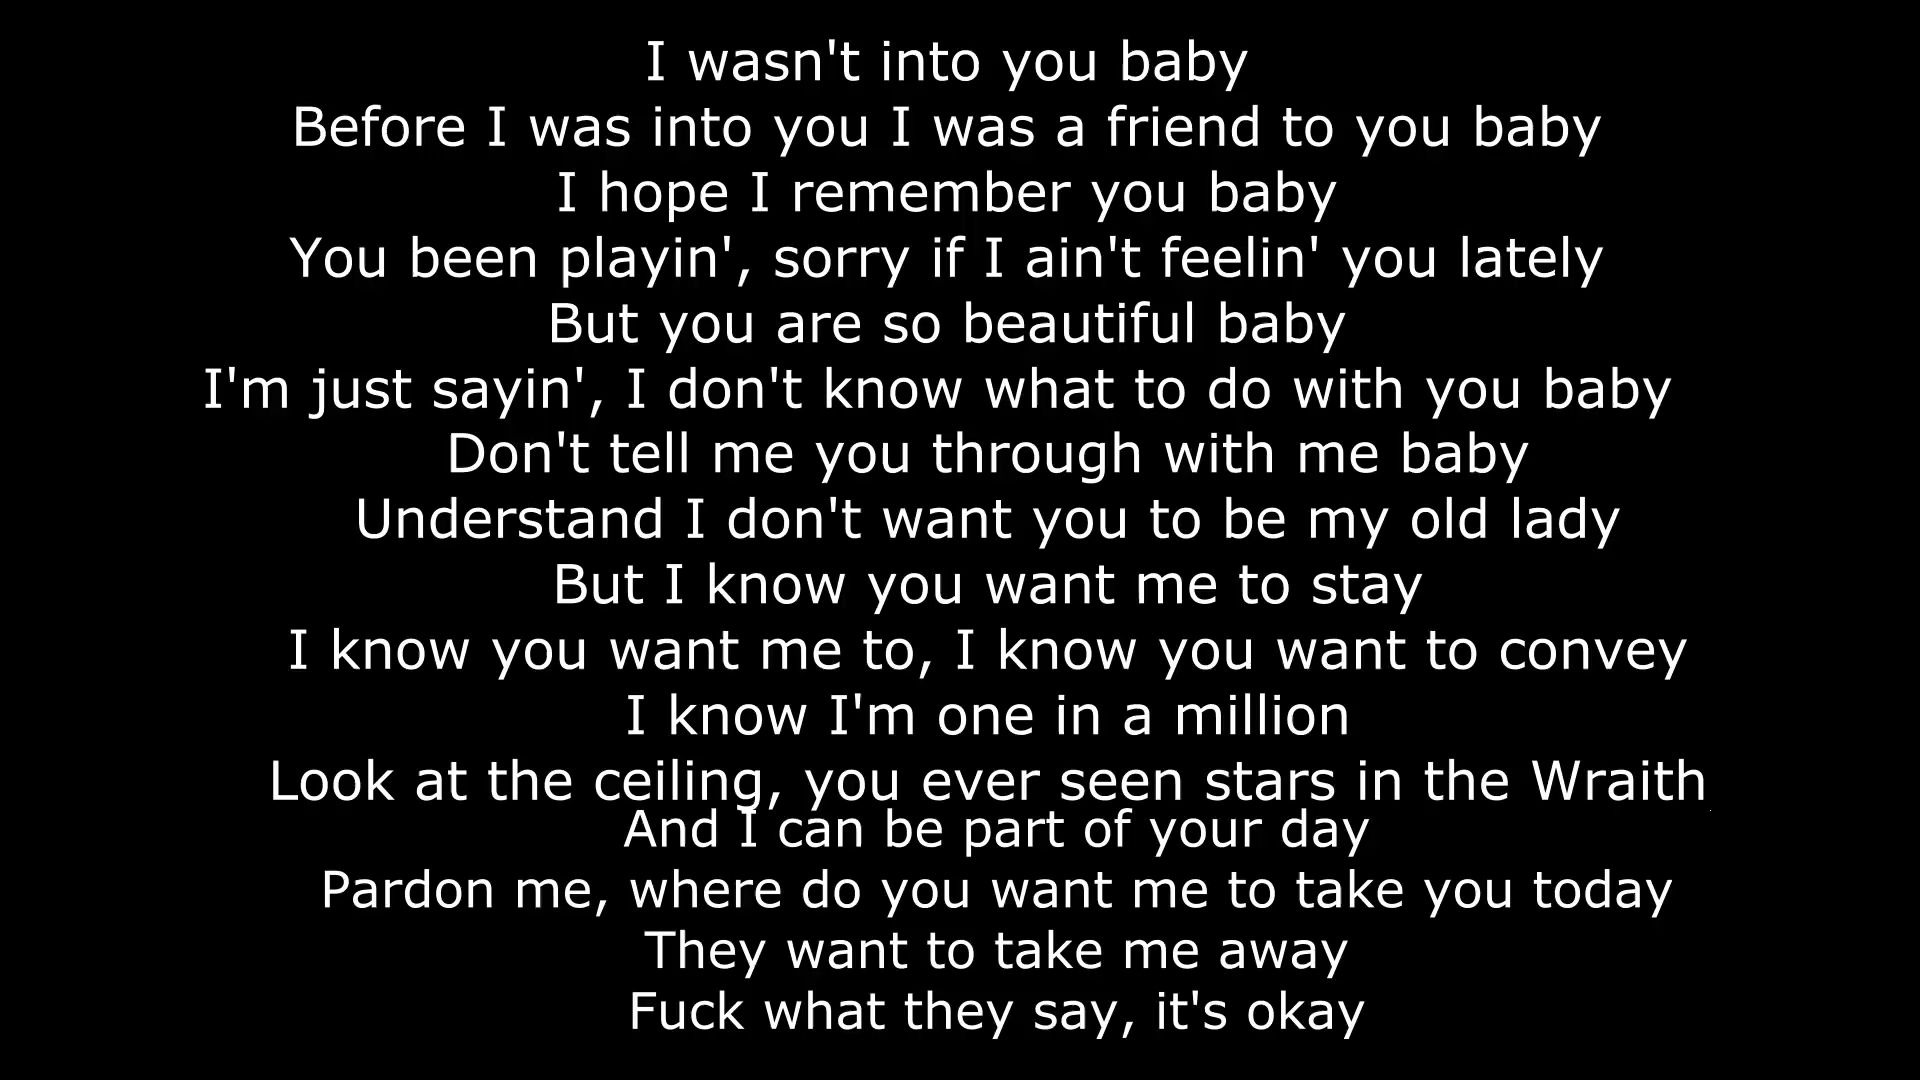 I wasn't into you baby
Before I was into you I was a friend to you baby
I hope I remember you baby
You been playin', sorry if I ain't feelin' you lately
But you are so beautiful baby
I'm just sayin', I don't know what to do with you baby
Don't tell me you through with me baby
Understand I don't want you to be my old lady
But I know you want me to stay
I know you want me to, I know you want to convey
I know I'm one in a million
Look at the ceiling, you ever seen stars in the Wraith
And I can be part of your day
Pardon me, where do you want me to take you today
They want to take me away
Fuck what they say, it's okay